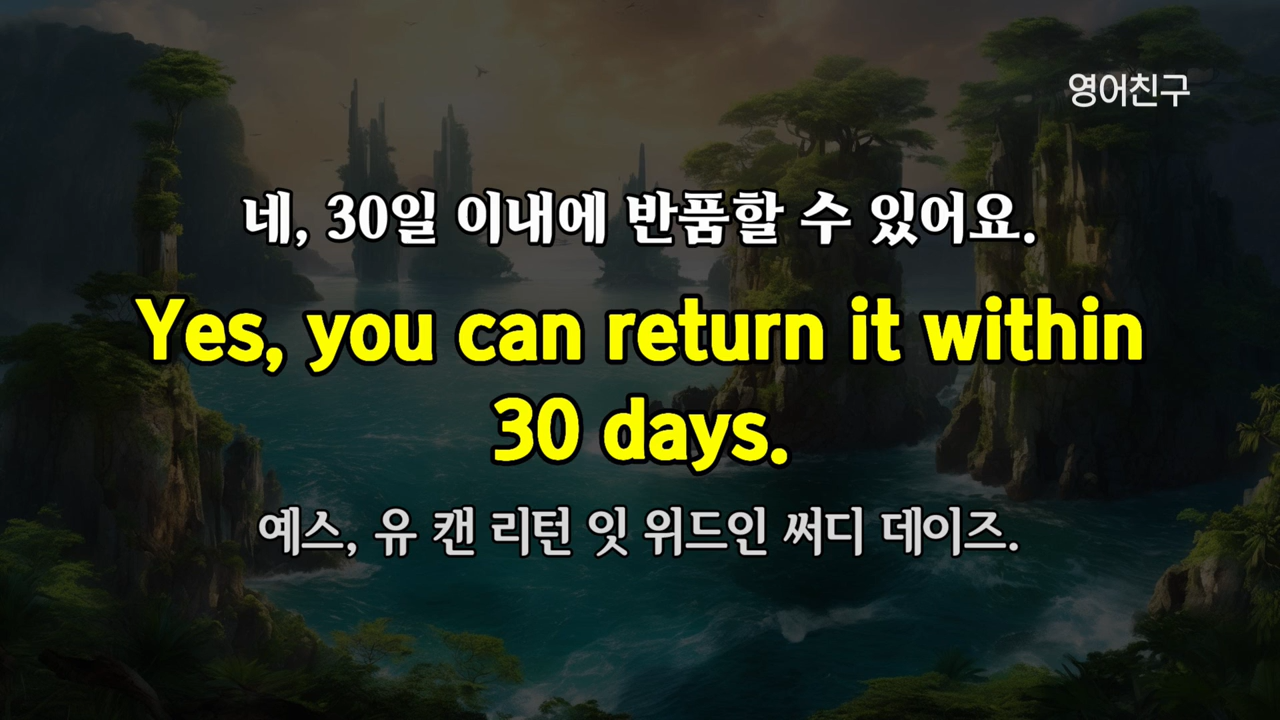 영어친구
네, 30일 이내에 반품할 수 있어요.
Yes, you can return it within
30 days.
예스, 유 캔 리턴 잇 위드인 써디 데이즈.